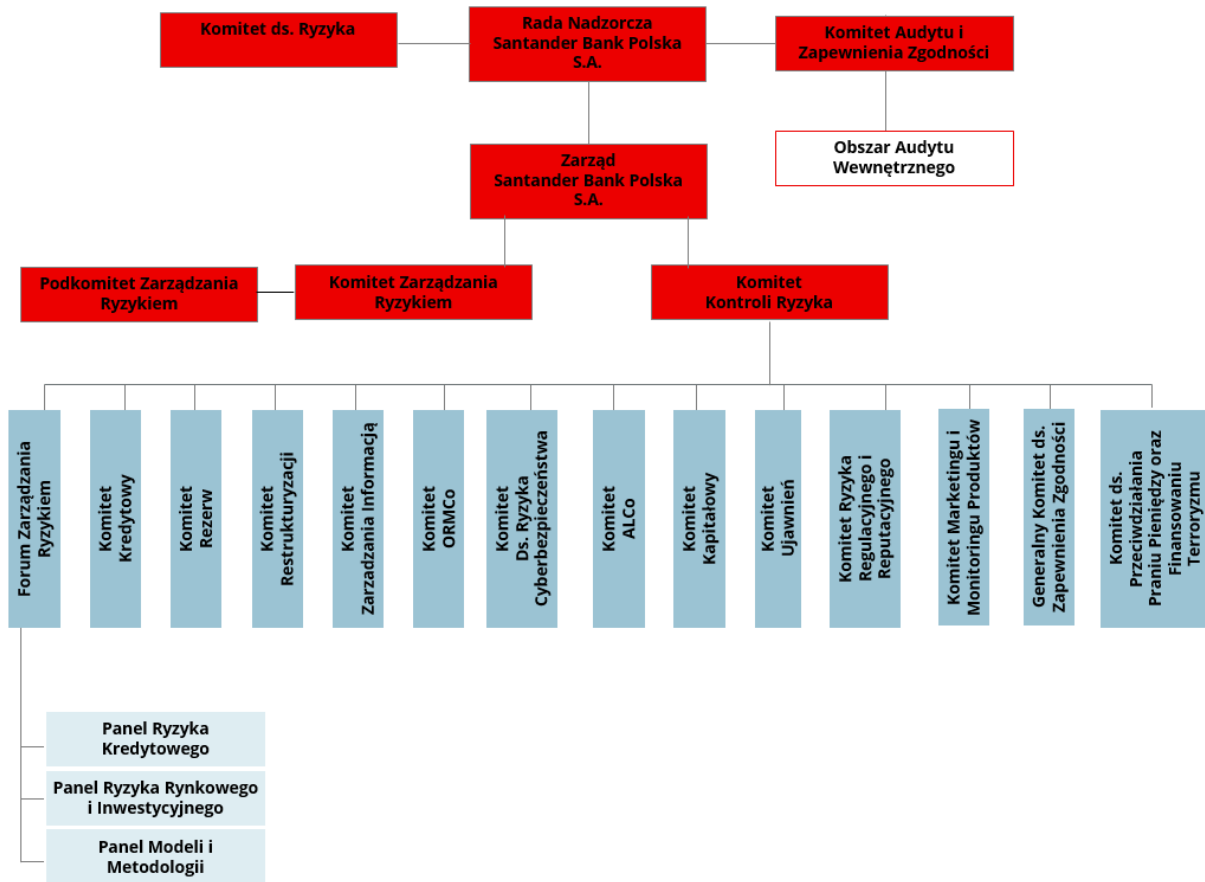 Komitet ds. Ryzyka
Rada Nadzorcza
Santander Bank Polska
S.A.
Komitet Audytu i
Zapewnienia Zgodności
Obszar Audytu
Wewnętrznego
Zarząd
Santander Bank Polska
S.A.
Podkomitet Zarządzania
Ryzykiem
Komitet Zarządzania
Ryzykiem
Komitet
Kontroli Ryzyka
Forum Zarządzania
Ryzykiem
Komitet
Kredytowy
Komitet
Rezerw
Komitet
Restrukturyzacji
Komitet
Zarzadzania Informacją
Komitet
ORMCo
Komitet
Ds. Ryzyka
Cyberbezpieczeństwa
Komitet
ALCo
Komitet
Kapitałowy
Komitet
Ujawnień
Komitet Ryzyka
Regulacyjnego i
Reputacyjnego
Komitet Marketingu i
Monitoringu Produktów
Generalny Komitet ds.
Zapewnienia Zgodności
Komitet ds.
Przeciwdziałania
Praniu Pieniędzy oraz
Finansowaniu
Terroryzmu
Panel Ryzyka
Kredytowego
Panel Ryzyka Rynkowego
i Inwestycyjnego
Panel Modeli i
Metodologii